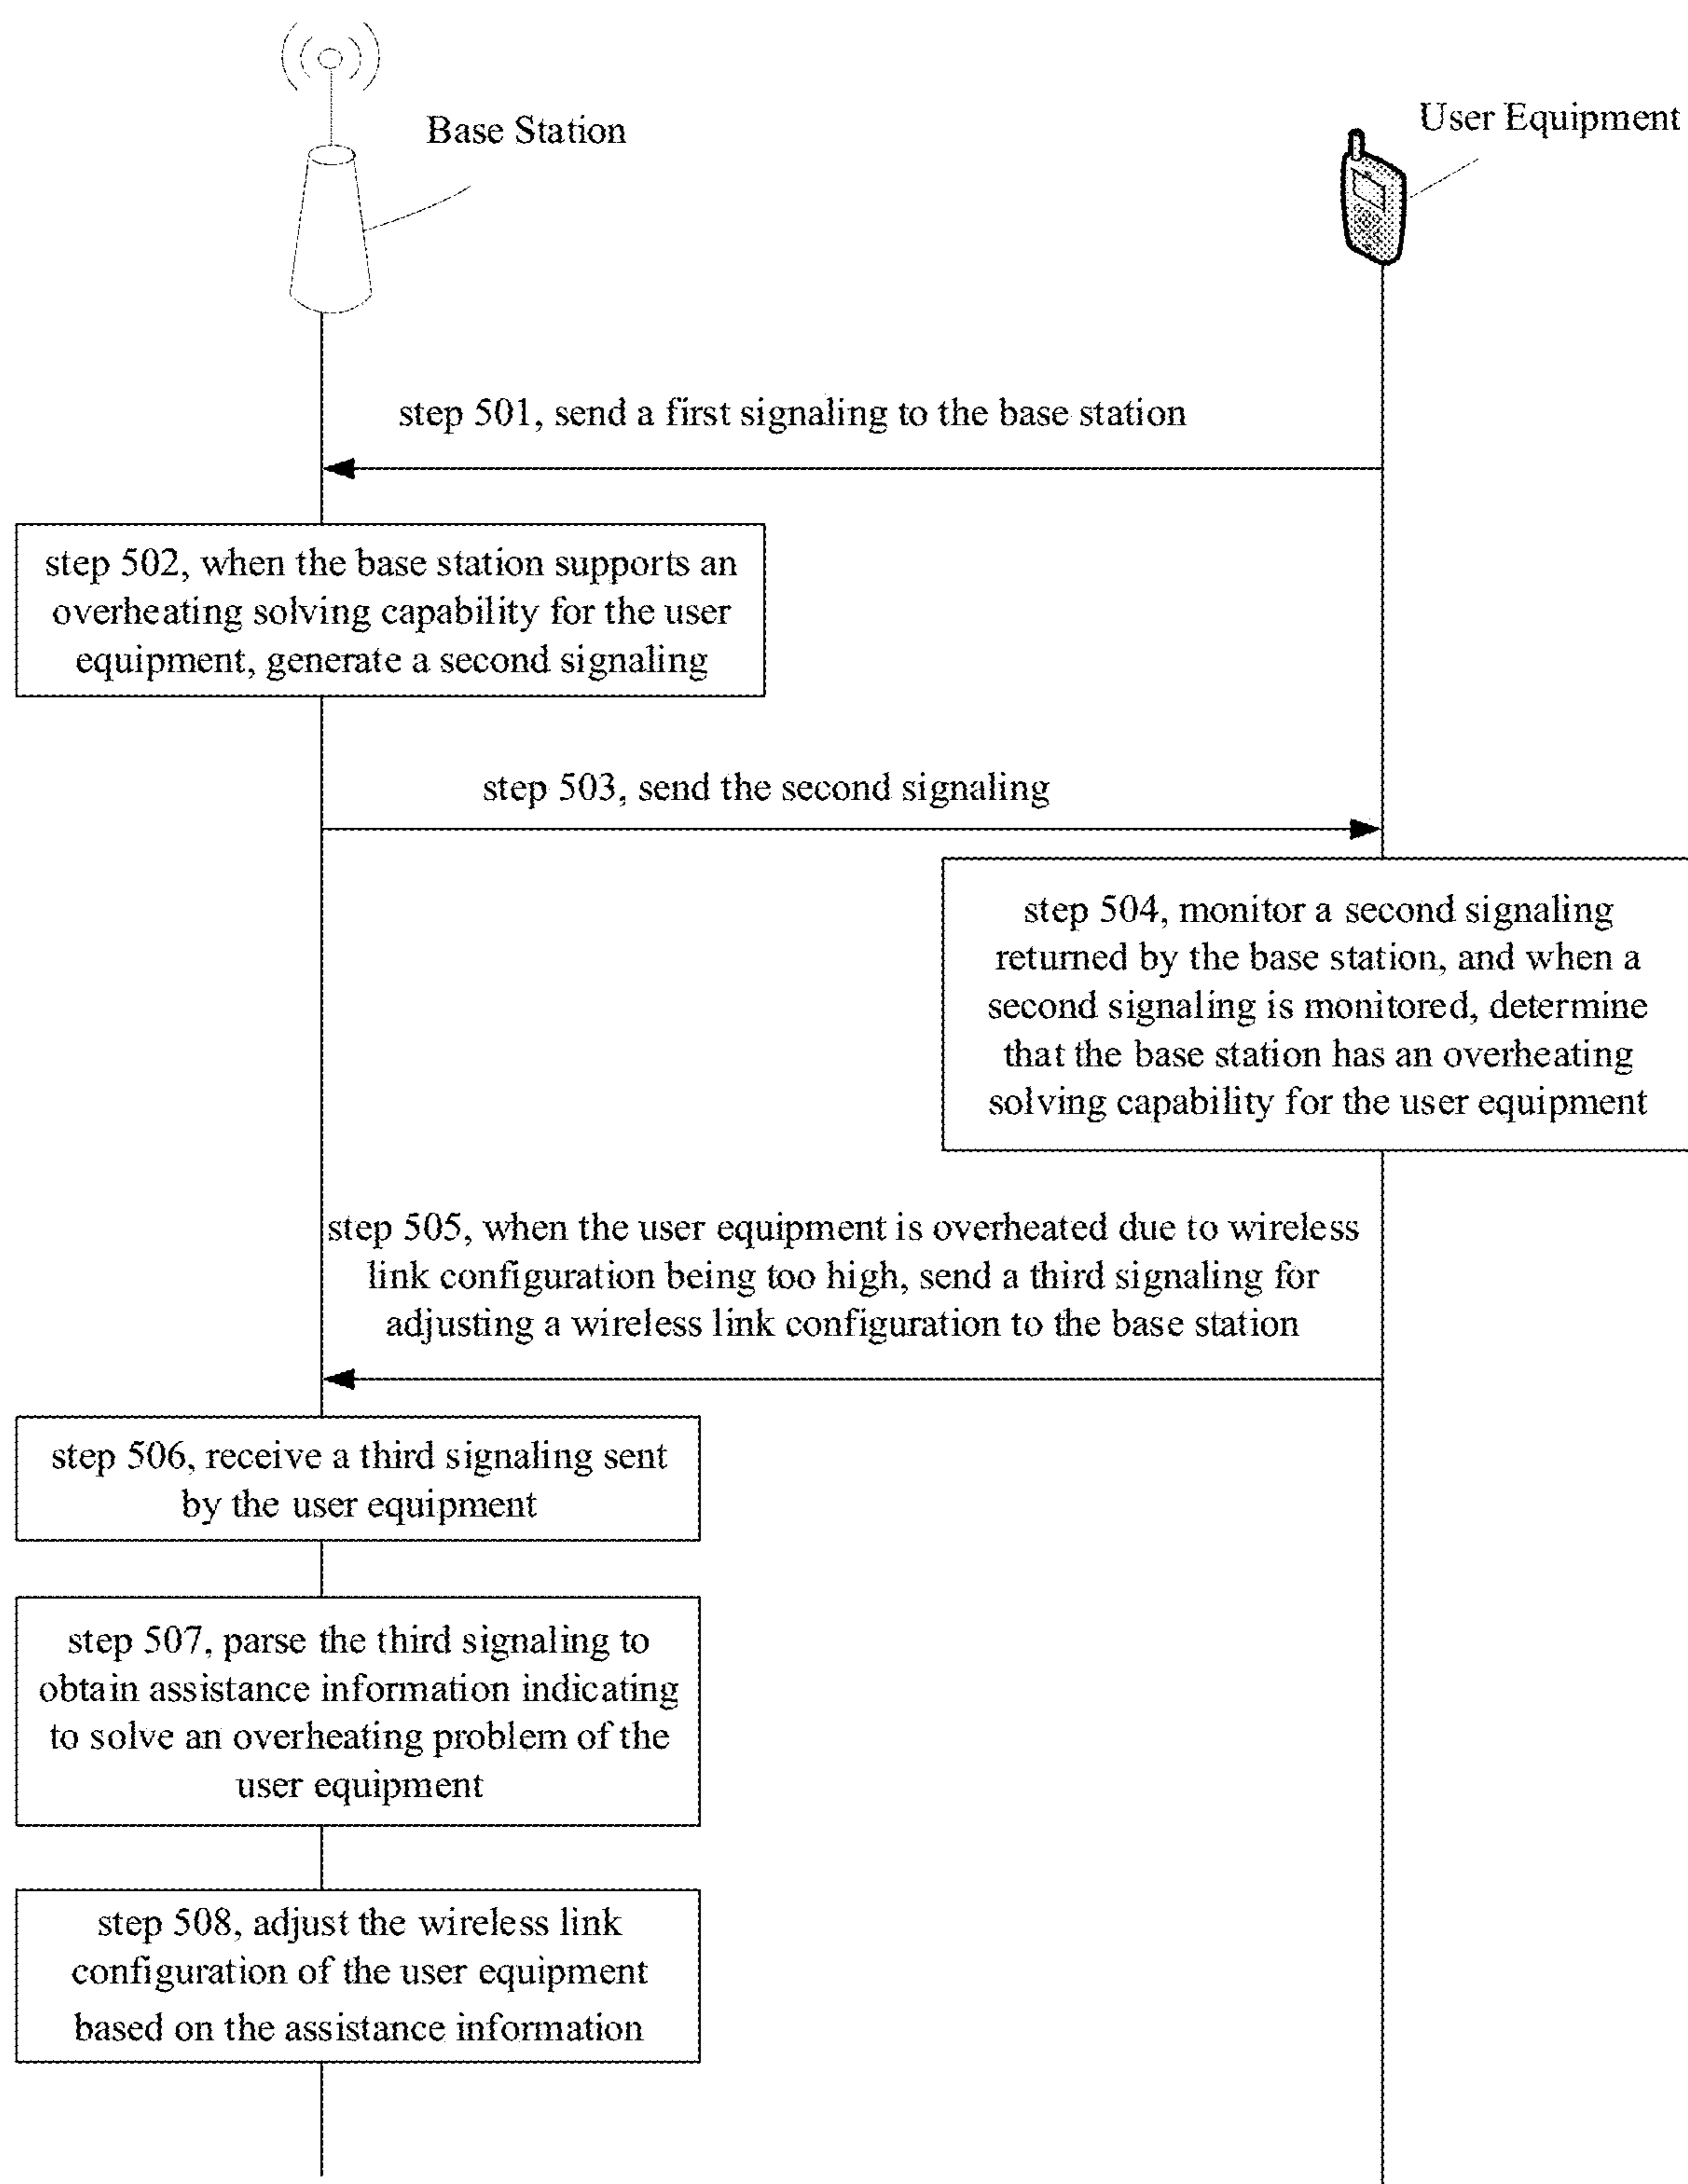 Base Station
User Equipment
step 501, send a first signaling to the base station
step 502, when the base station supports an
overheating solving capability for the user
equipment, generate a second signaling
step 503, send the second signaling
step 504, monitor a second signaling
returned by the base station, and when a
second signaling is monitored, determine
that the base station has an overheating
solving capability for the user equipment
step 505, when the user equipment is overheated due to wireless
link configuration being too high, send a third signaling for
adjusting a wireless link configuration to the base station
step 506, receive a third signaling sent
by the user equipment
step 507, parse the third signaling to
obtain assistance information indicating
to solve an overheating problem of the
user equipment
step 508, adjust the wireless link
configuration of the user equipment
based on the assistance information